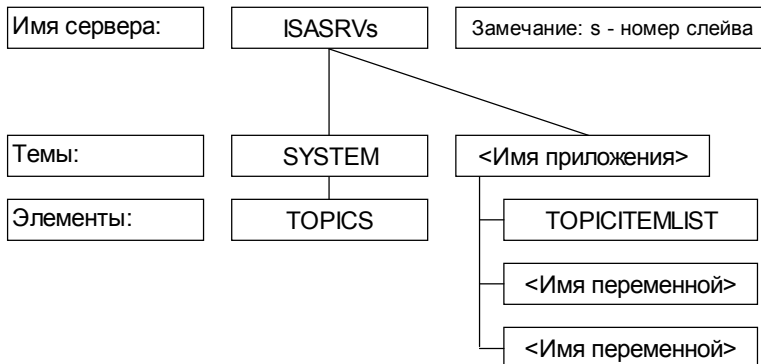 Имя сервера: ISASRVs Замечание: s - номер слейва
Темы: SYSTEM <Имя приложения>
Элементы: TOPICS TOPICITEMLIST
<Имя переменной>
<Имя переменной>